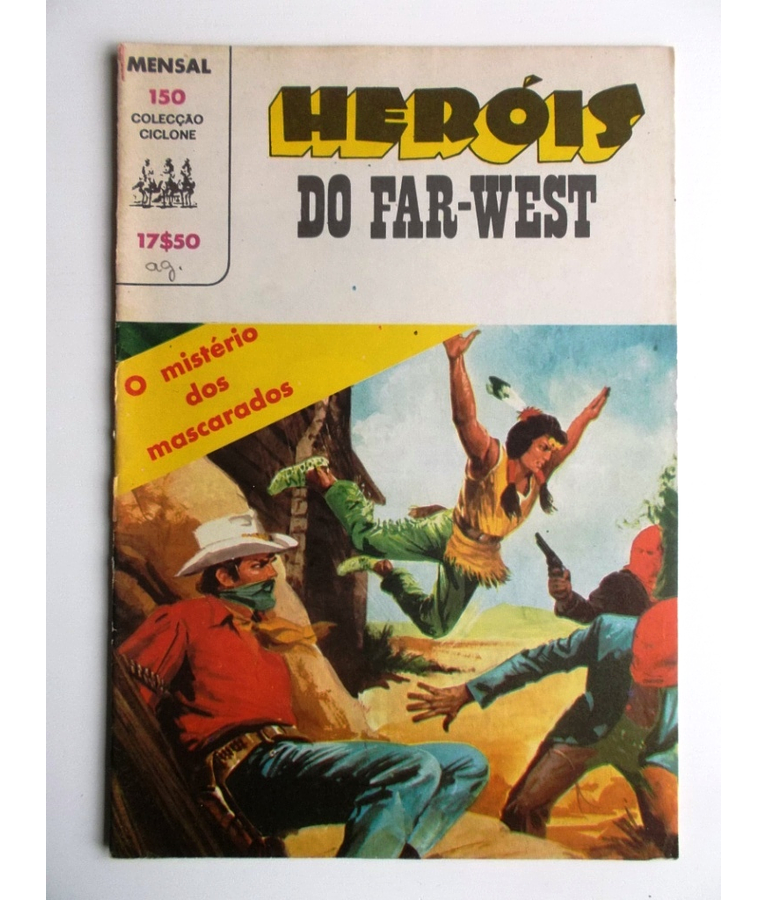 MENSAL
150
COLECÇÃO
CICLONE
17$50
ag.
HERÓIS
DO FAR-WEST
O mistério
dos
mascarados